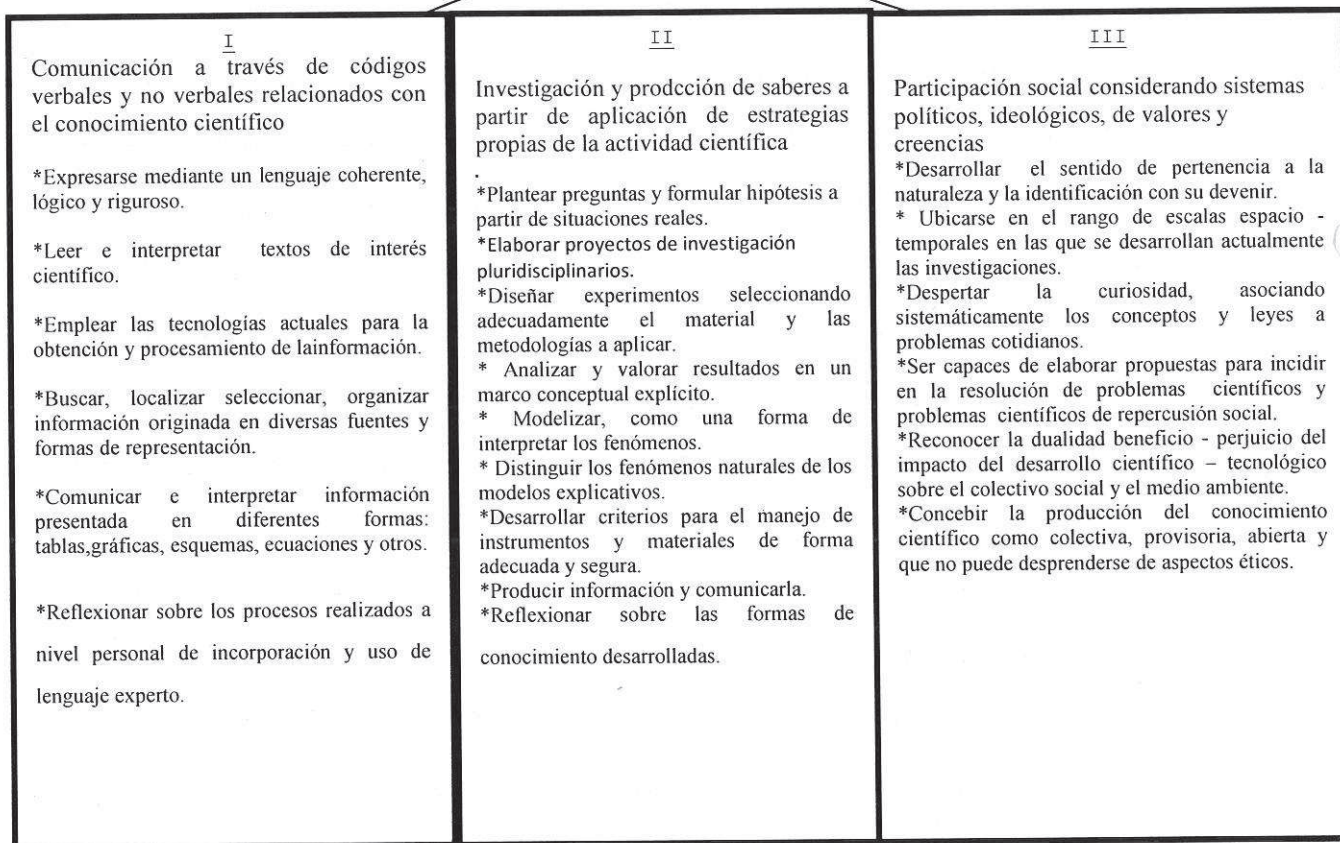 I
Comunicación a través de códigos
verbales y no verbales relacionados con
el conocimiento científico
*Expresarse mediante un lenguaje coherente,
lógico y riguroso.
*Leer e interpretar textos de interés
científico.
*Emplear las tecnologías actuales para la
obtención y procesamiento de lainformación.
*Buscar, localizar seleccionar, organizar
información originada en diversas fuentes y
formas de representación.
*Comunicar e interpretar información
presentada en diferentes formas:
tablas,gráficas, esquemas, ecuaciones y otros.
*Reflexionar sobre los procesos realizados a
nivel personal de incorporación y uso de
lenguaje experto.
II
Investigación y prodcción de saberes a
partir de aplicación de estrategias
propias de la actividad científica
.
*Plantear preguntas y formular hipótesis a
partir de situaciones reales.
*Elaborar proyectos de investigación
pluridisciplinarios.
*Diseñar experimentos seleccionando
adecuadamente el material y las
metodologías a aplicar.
* Analizar y valorar resultados en un
marco conceptual explícito.
* Modelizar, como una forma de
interpretar los fenómenos.
* Distinguir los fenómenos naturales de los
modelos explicativos.
*Desarrollar criterios para el manejo de
instrumentos y materiales de forma
adecuada y segura.
*Producir información y comunicarla.
*Reflexionar sobre las formas de
conocimiento desarrolladas.
III
Participación social considerando sistemas
políticos, ideológicos, de valores y
creencias
*Desarrollar el sentido de pertenencia a la
naturaleza y la identificación con su devenir.
* Ubicarse en el rango de escalas espacio -
temporales en las que se desarrollan actualmente
las investigaciones.
*Despertar la curiosidad, asociando
sistemáticamente los conceptos y leyes a
problemas cotidianos.
*Ser capaces de elaborar propuestas para incidir
en la resolución de problemas científicos y
problemas científicos de repercusión social.
*Reconocer la dualidad beneficio - perjuicio del
impacto del desarrollo científico – tecnológico
sobre el colectivo social y el medio ambiente.
*Concebir la producción del conocimiento
científico como colectiva, provisoria, abierta y
que no puede desprenderse de aspectos éticos.